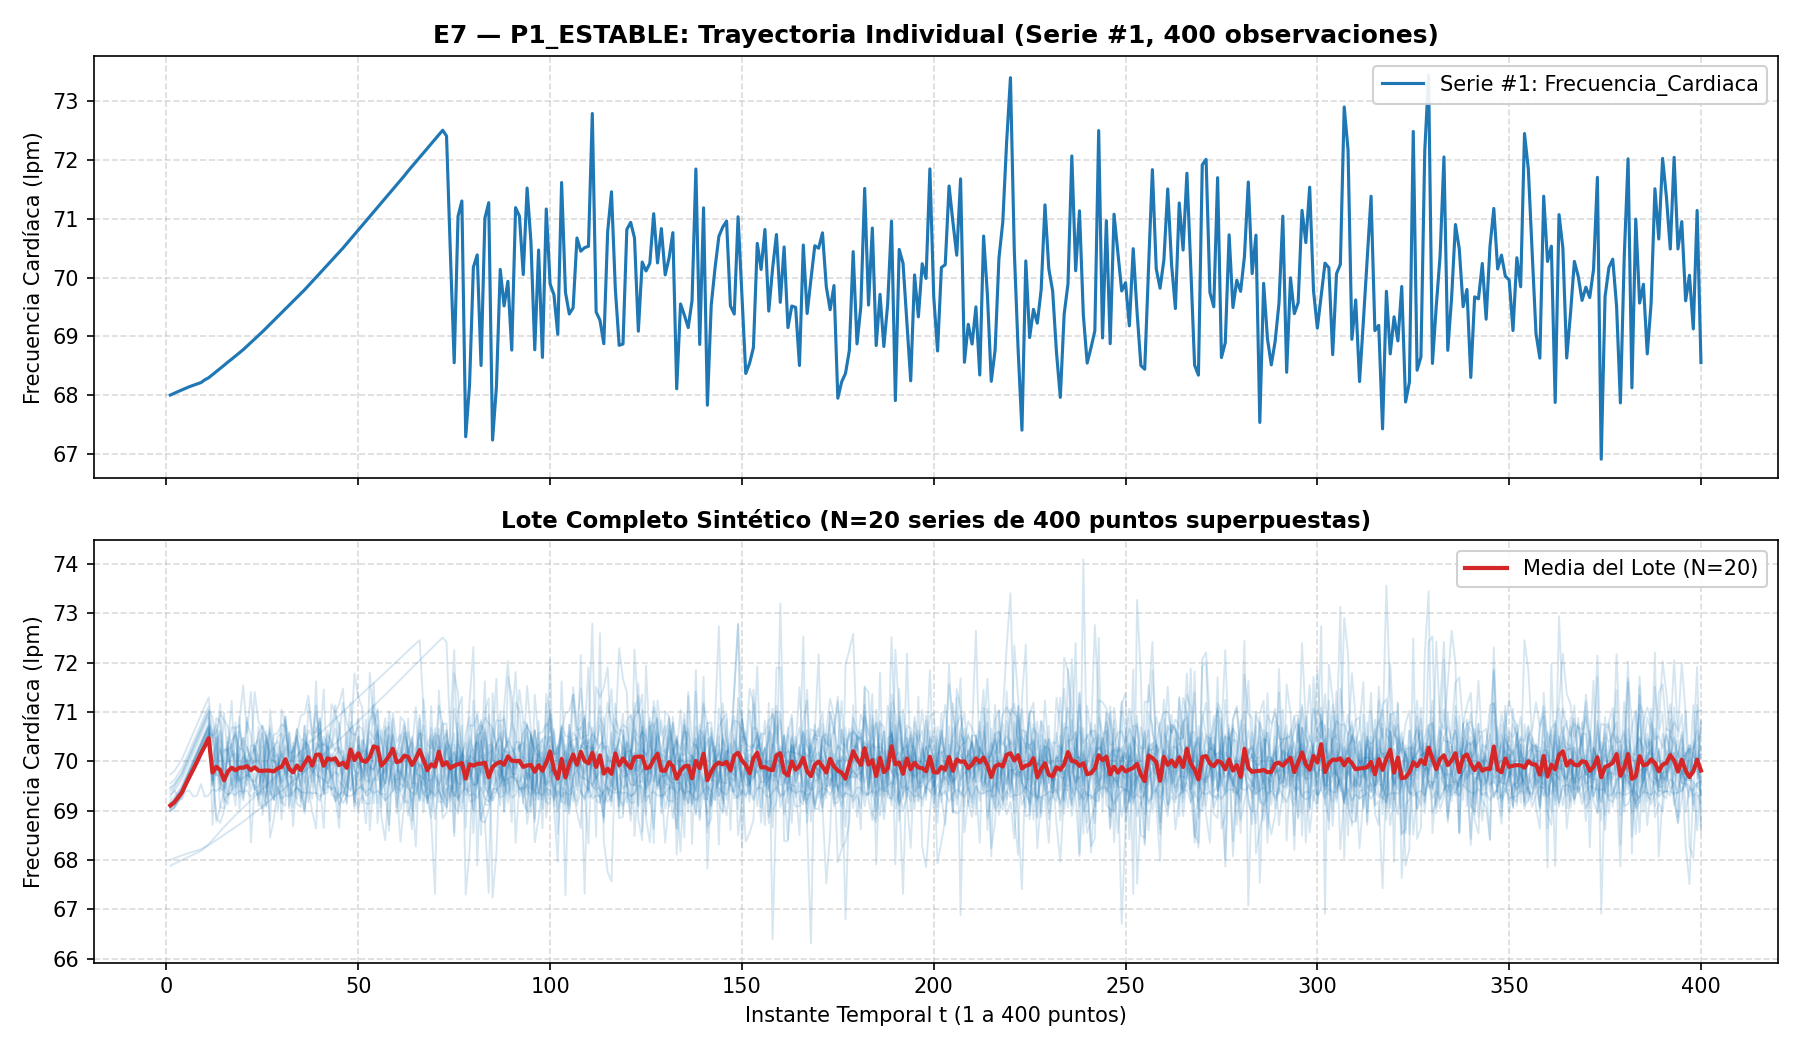 E7 — P1_ESTABLE: Trayectoria Individual (Serie #1, 400 observaciones)
Frecuencia Cardíaca (lpm)
73
72
71
70
69
68
67
Serie #1: Frecuencia_Cardiaca
Lote Completo Sintético (N=20 series de 400 puntos superpuestas)
Frecuencia Cardíaca (lpm)
74
73
72
71
70
69
68
67
66
Media del Lote (N=20)
0 50 100 150 200 250 300 350 400
Instante Temporal t (1 a 400 puntos)